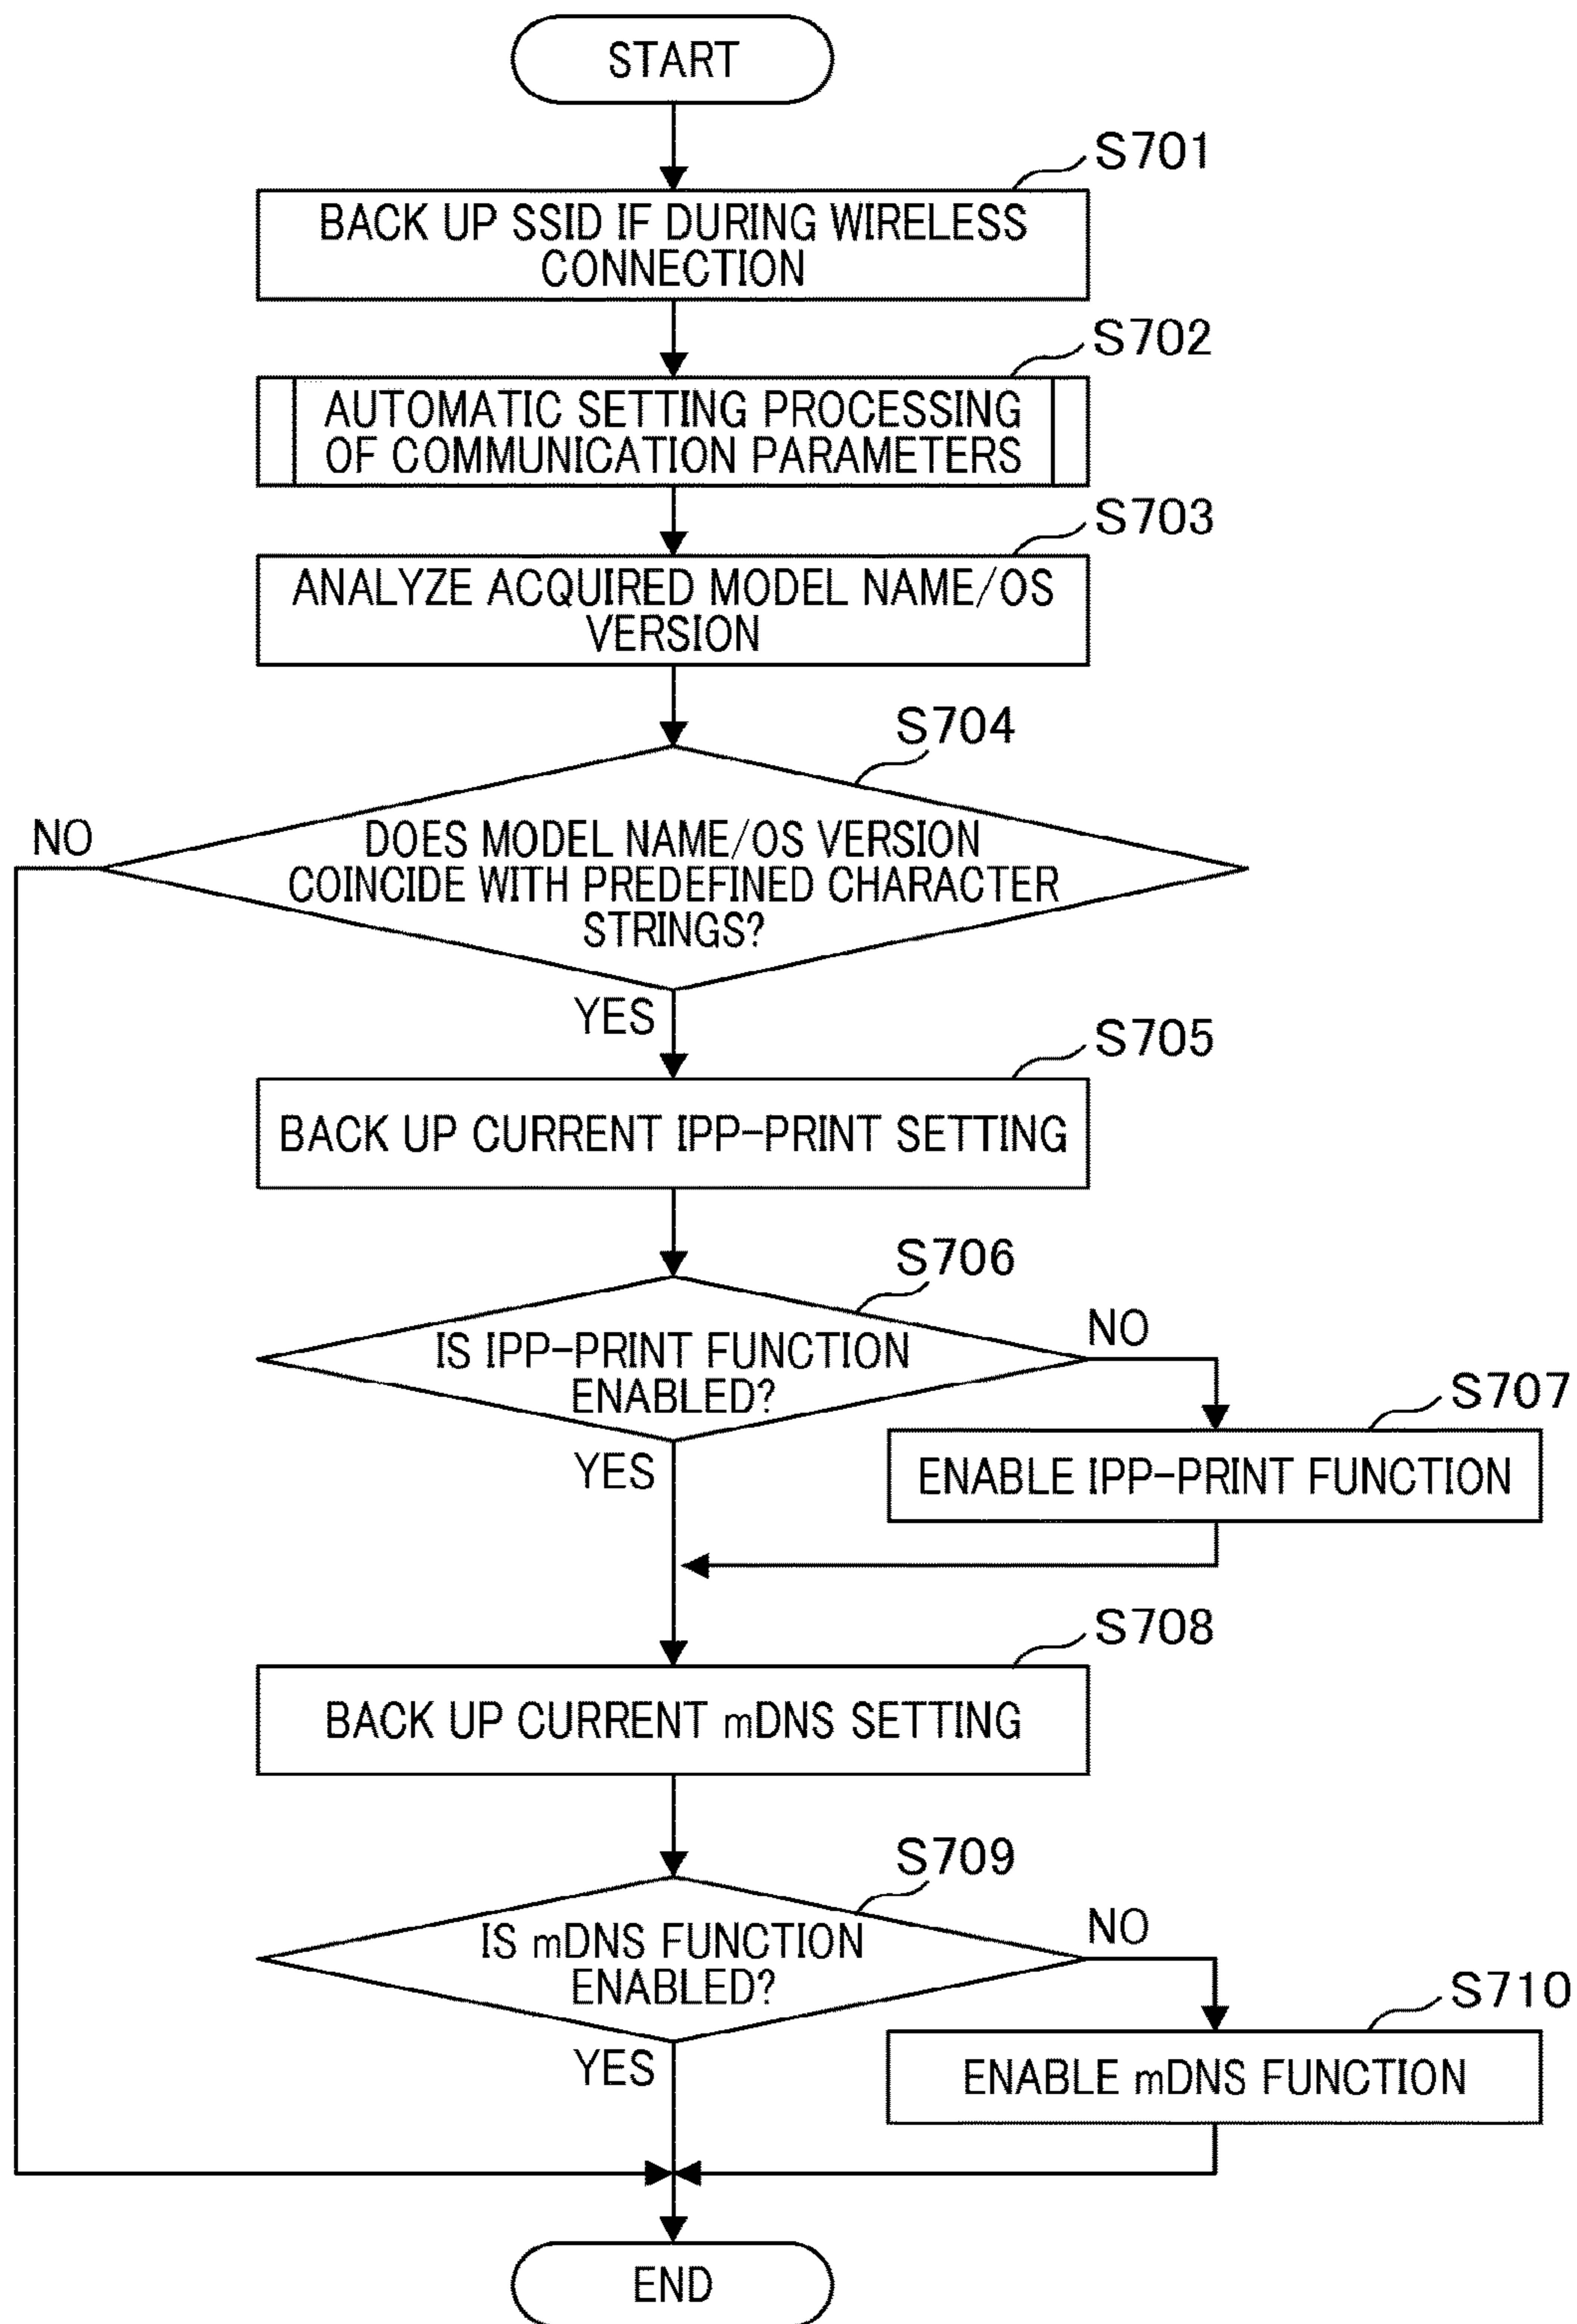 START
S701
BACK UP SSID IF DURING WIRELESS
CONNECTION
S702
AUTOMATIC SETTING PROCESSING
OF COMMUNICATION PARAMETERS
S703
ANALYZE ACQUIRED MODEL NAME/OS
VERSION
S704
NO
DOES MODEL NAME/OS VERSION
COINCIDE WITH PREDEFINED CHARACTER
STRINGS?
YES
S705
BACK UP CURRENT IPP-PRINT SETTING
S706
IS IPP-PRINT FUNCTION
ENABLED?
NO
S707
YES
ENABLE IPP-PRINT FUNCTION
S708
BACK UP CURRENT mDNS SETTING
S709
IS mDNS FUNCTION
ENABLED?
NO
S710
YES
ENABLE mDNS FUNCTION
END